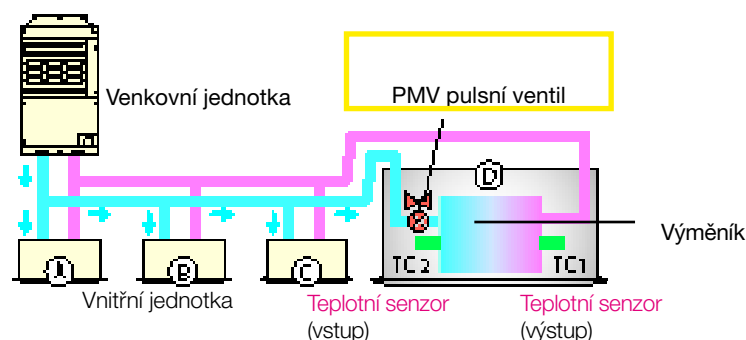 Venkovní jednotka
PMV pulsní ventil
D
Výměník
A
B
C
TC2
TC1
Vnitřní jednotka
Teplotní senzor
(vstup)
Teplotní senzor
(výstup)